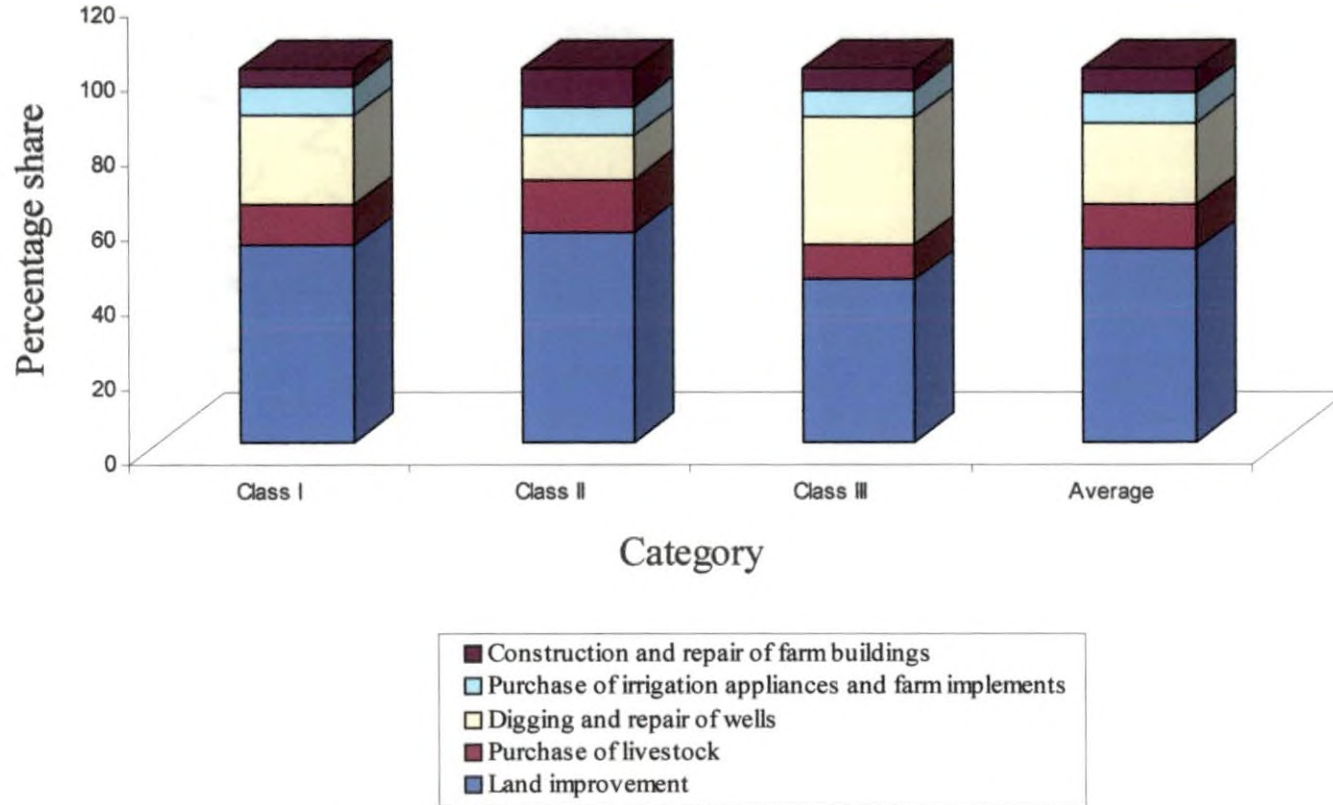 120
100
80
60
40
20
0
Percentage share
Class I
Class II
Class III
Average
Category
Construction and repair of farm buildings
Purchase of irrigation appliances and farm implements
Digging and repair of wells
Purchase of livestock
Land improvement